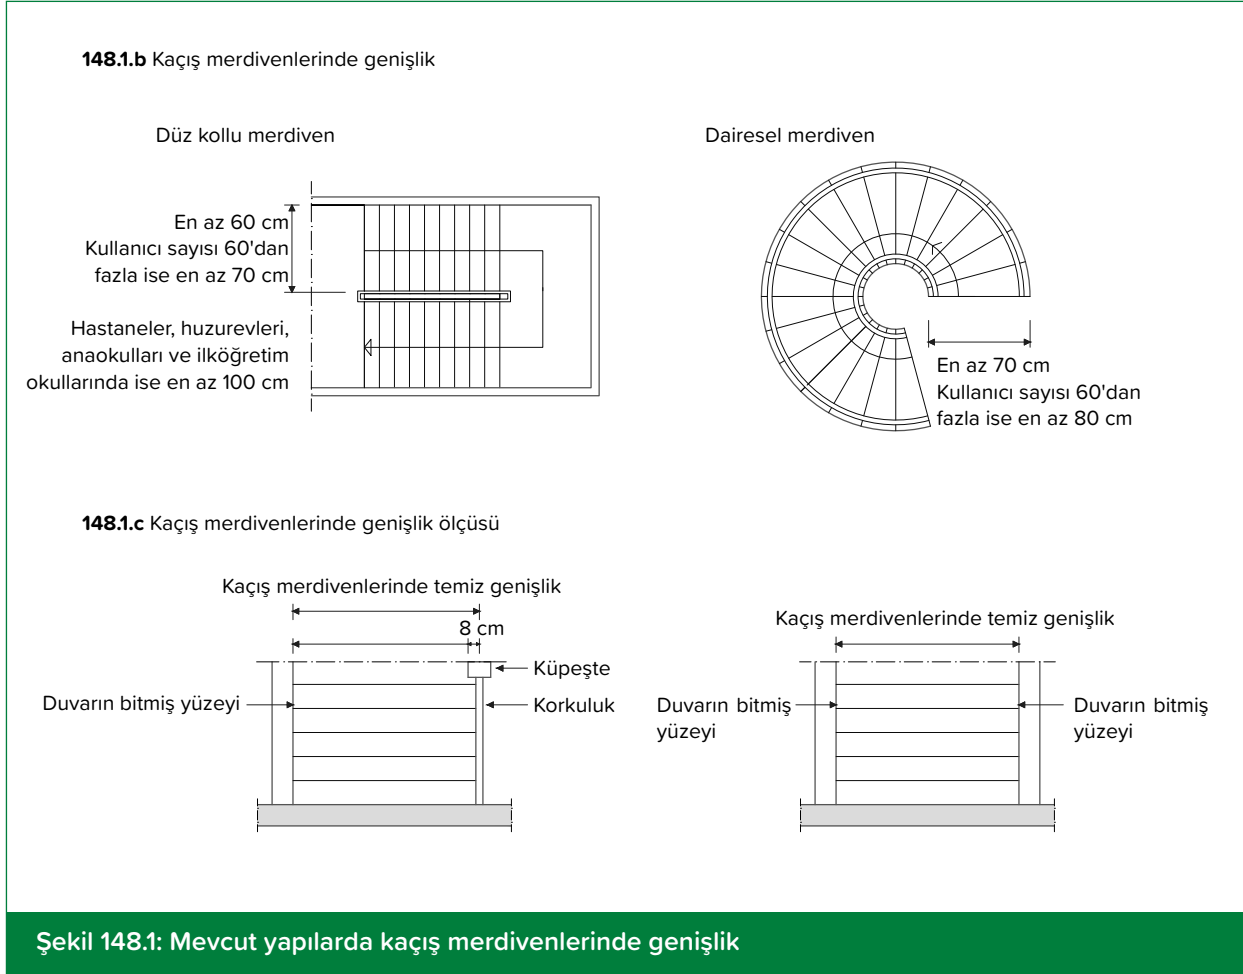 148.1.b Kaçış merdivenlerinde genişlik
Düz kollu merdiven
En az 60 cm
Kullanıcı sayısı 60'dan
fazla ise en az 70 cm
Hastaneler, huzurevleri,
anaokulları ve ilköğretim
okullarında ise en az 100 cm
Dairesel merdiven
En az 70 cm
Kullanıcı sayısı 60'dan
fazla ise en az 80 cm
148.1.c Kaçış merdivenlerinde genişlik ölçüsü
Kaçış merdivenlerinde temiz genişlik
8 cm
Küpeşte
Duvarın bitmiş yüzeyi
Korkuluk
Kaçış merdivenlerinde temiz genişlik
Duvarın bitmiş
yüzeyi
Duvarın bitmiş
yüzeyi
Şekil 148.1: Mevcut yapılarda kaçış merdivenlerinde genişlik